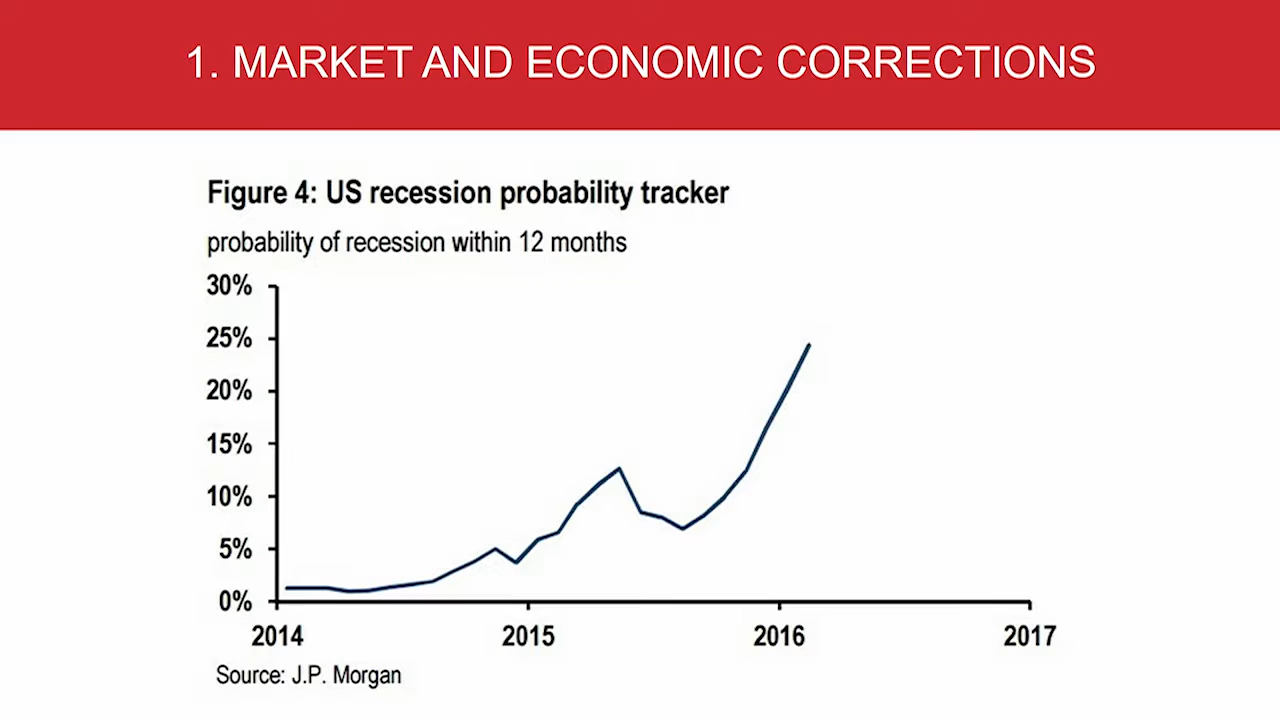 1. MARKET AND ECONOMIC CORRECTIONS
Figure 4: US recession probability tracker
probability of recession within 12 months
30%
25%
20%
15%
10%
5%
0%
2014 2015 2016 2017
Source: J.P. Morgan